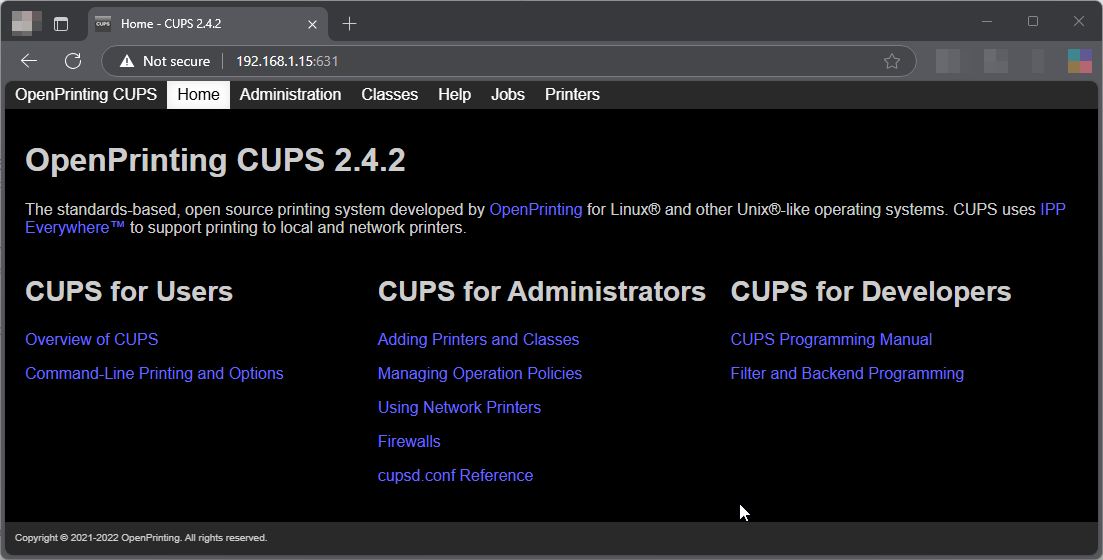 CUPS
Home - CUPS 2.4.2
Not secure
192.168.1.15:631
OpenPrinting CUPS Home Administration Classes Help Jobs Printers
OpenPrinting CUPS 2.4.2
The standards-based, open source printing system developed by OpenPrinting for Linux® and other Unix®-like operating systems. CUPS uses IPP
Everywhere™ to support printing to local and network printers.
CUPS for Users
Overview of CUPS
Command-Line Printing and Options
CUPS for Administrators
Adding Printers and Classes
Managing Operation Policies
Using Network Printers
Firewalls
cupsd.conf Reference
CUPS for Developers
CUPS Programming Manual
Filter and Backend Programming
Copyright © 2021-2022 OpenPrinting. All rights reserved.